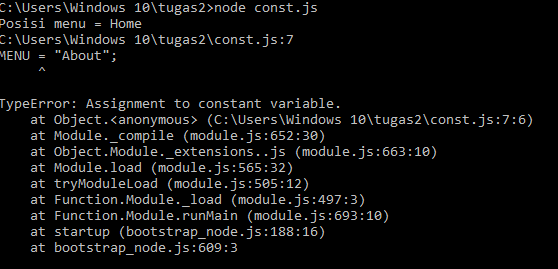 C:\Users\Windows 10\tugas2>node const.js
Posisi menu = Home
C:\Users\Windows 10\tugas2\const.js:7
MENU = "About";
     ^

TypeError: Assignment to constant variable.
    at Object.<anonymous> (C:\Users\Windows 10\tugas2\const.js:7:6)
    at Module._compile (module.js:652:30)
    at Object.Module._extensions..js (module.js:663:10)
    at Module.load (module.js:565:32)
    at tryModuleLoad (module.js:505:12)
    at Function.Module._load (module.js:497:3)
    at Function.Module.runMain (module.js:693:10)
    at startup (bootstrap_node.js:188:16)
    at bootstrap_node.js:609:3